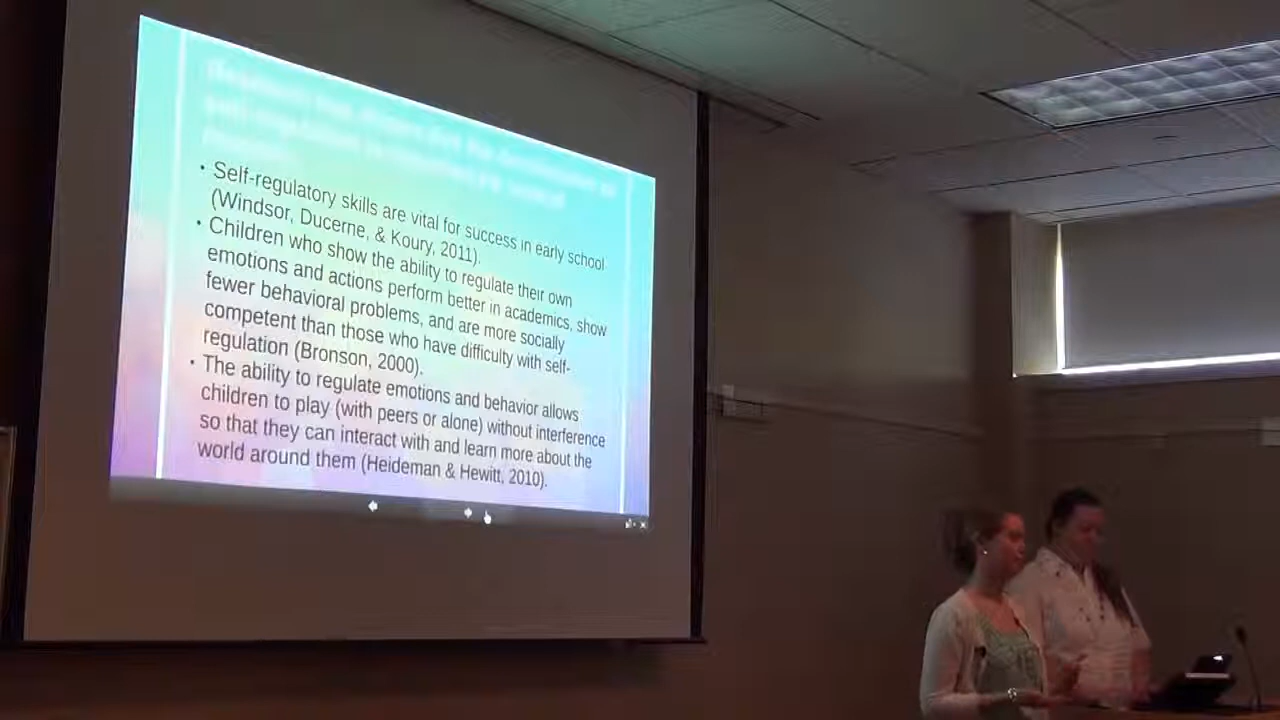 • Self-regulatory skills are vital for success in early school
(Windsor, Ducerne, & Koury, 2011).
• Children who show the ability to regulate their own
emotions and actions perform better in academics, show
fewer behavioral problems, and are more socially
competent than those who have difficulty with self-
regulation (Bronson, 2000).
• The ability to regulate emotions and behavior allows
children to play (with peers or alone) without interference
so that they can interact with and learn more about the
world around them (Heideman & Hewitt, 2010).